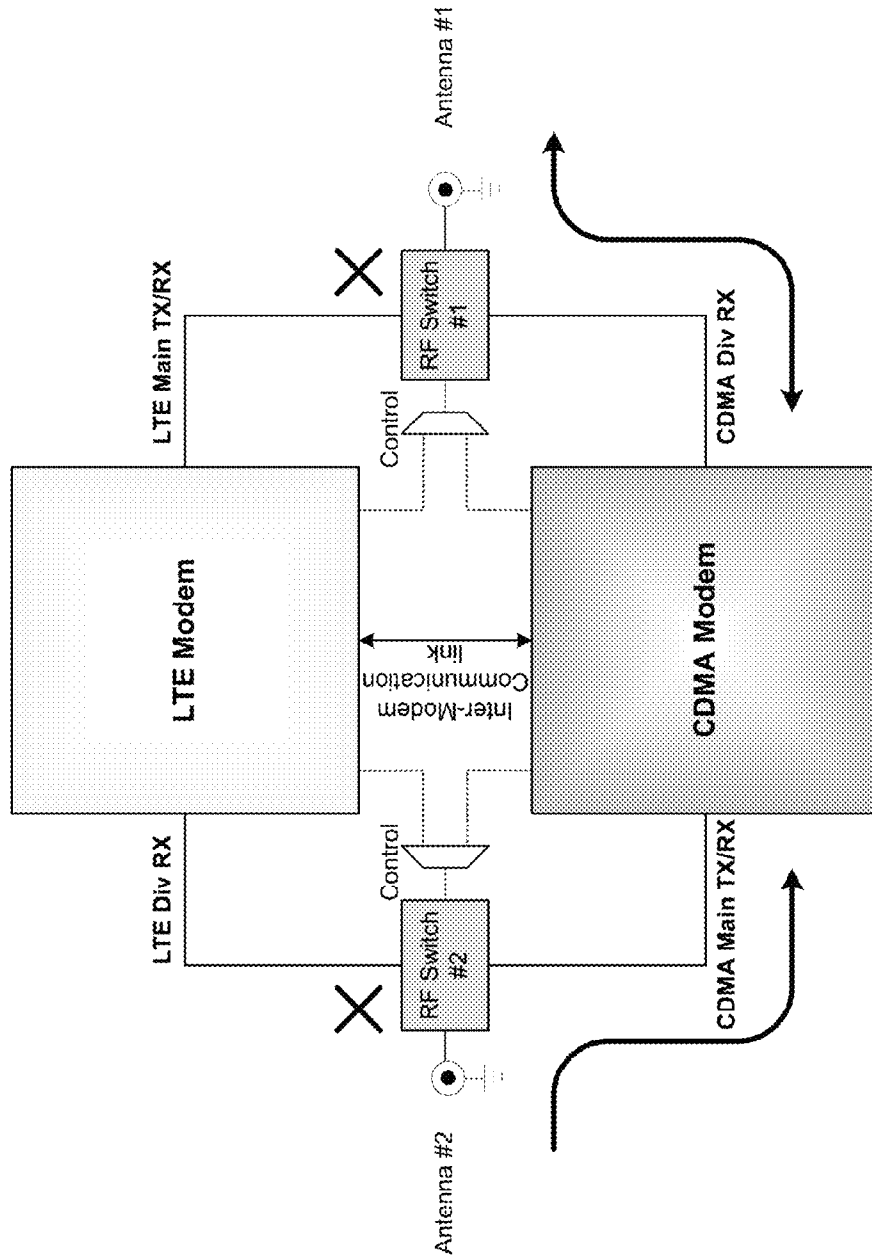 Antenna #1
LTE Main TX/RX
RF Switch
#1
Control
CDMA Div RX
LTE Modem
Inter-Modem
Communication
link
CDMA Modem
LTE Div RX
Control
RF Switch
#2
CDMA Main TX/RX
Antenna #2